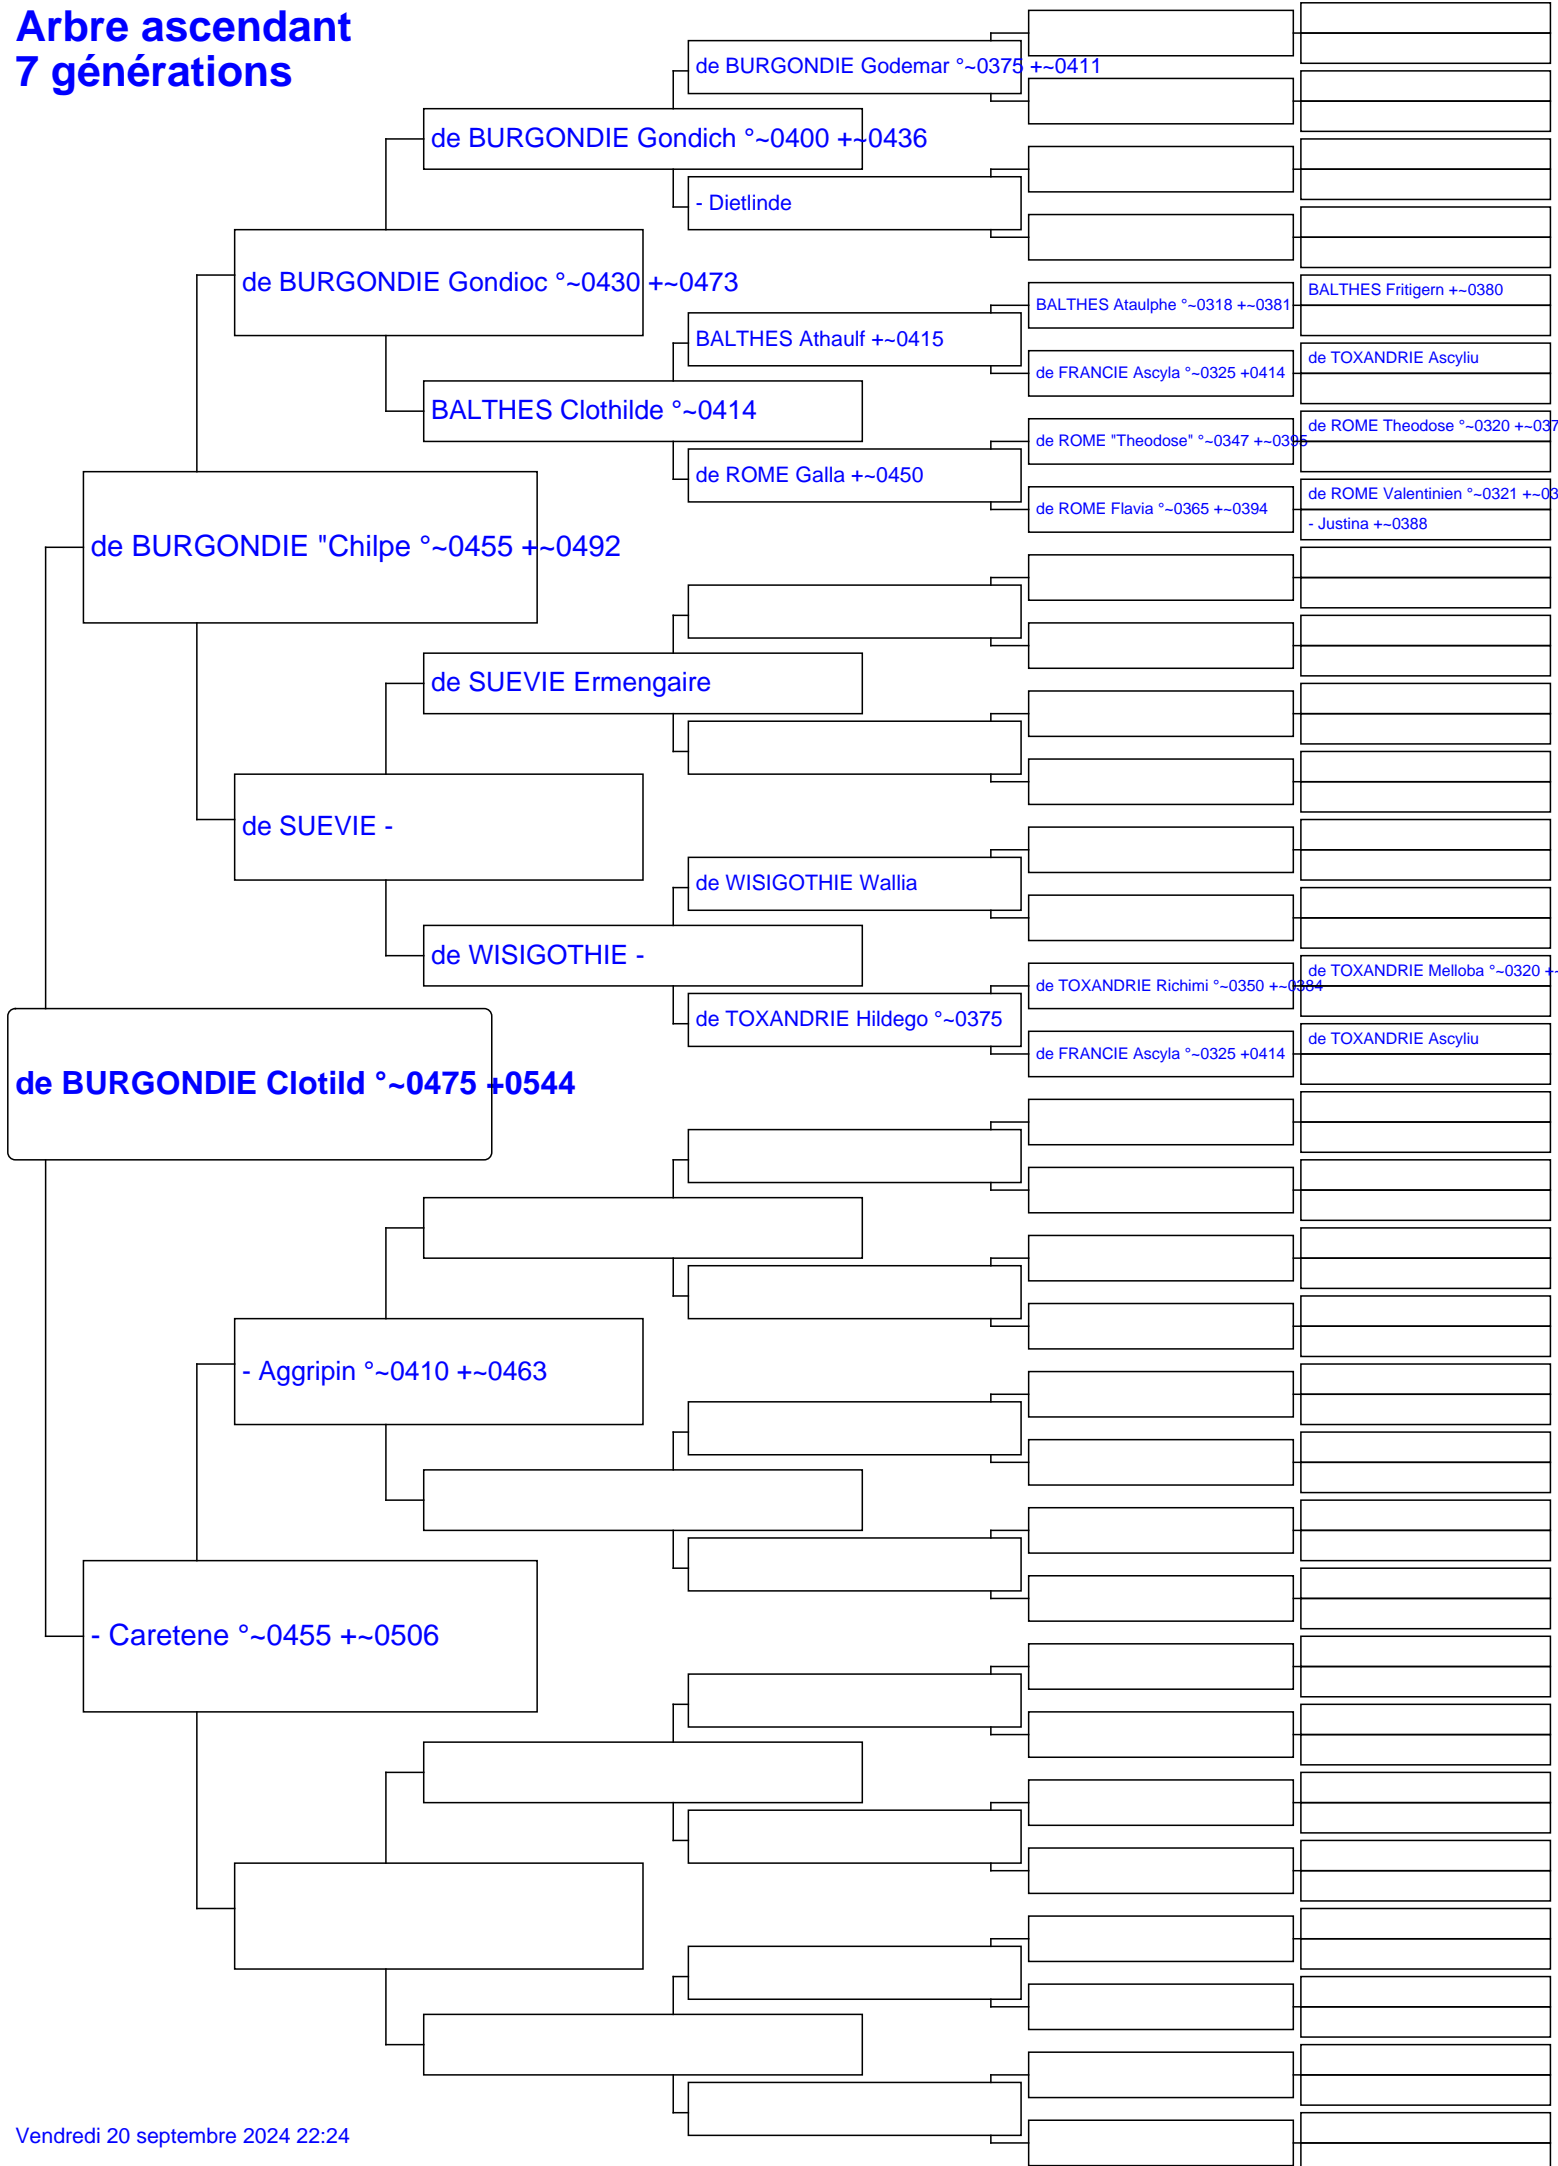 Arbre ascendant
7 générations
de BURGONDIE Godemar °~0375 +~0411
de BURGONDIE Gondich °~0400 +~0436
- Dietlinde
de BURGONDIE Gondioc °~0430 +~0473
BALTHES Fritigern +~0380
BALTHES Ataulphe °~0318 +~0381
BALTHES Athaulf +~0415
de TOXANDRIE Ascyliu
de FRANCIE Ascyla °~0325 +0414
BALTHES Clothilde °~0414
de ROME Theodose °~0320 +~037
de ROME "Theodose" °~0347 +~0395
de ROME Galla +~0450
de ROME Valentinien °~0321 +~03
de ROME Flavia °~0365 +~0394
- Justina +~0388
de BURGONDIE "Chilpe °~0455 +~0492
de SUEVIE Ermengaire
de SUEVIE -
de WISIGOTHIE Wallia
de WISIGOTHIE -
de TOXANDRIE Melloba °~0320 +~
de TOXANDRIE Richimi °~0350 +~0384
de TOXANDRIE Hildego °~0375
de TOXANDRIE Ascyliu
de FRANCIE Ascyla °~0325 +0414
de BURGONDIE Clotild °~0475 +0544
- Aggripin °~0410 +~0463
- Caretene °~0455 +~0506
Vendredi 20 septembre 2024 22:24